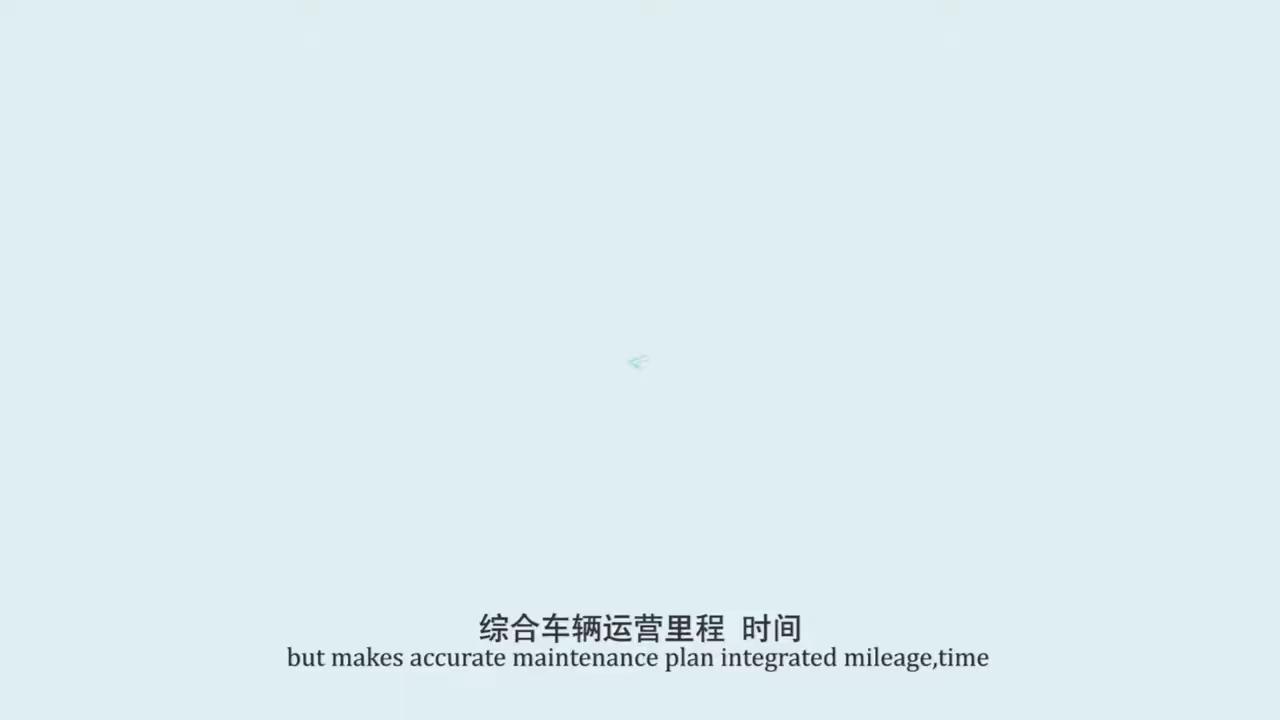 综合车辆运营里程 时间
but makes accurate maintenance plan integrated mileage,time